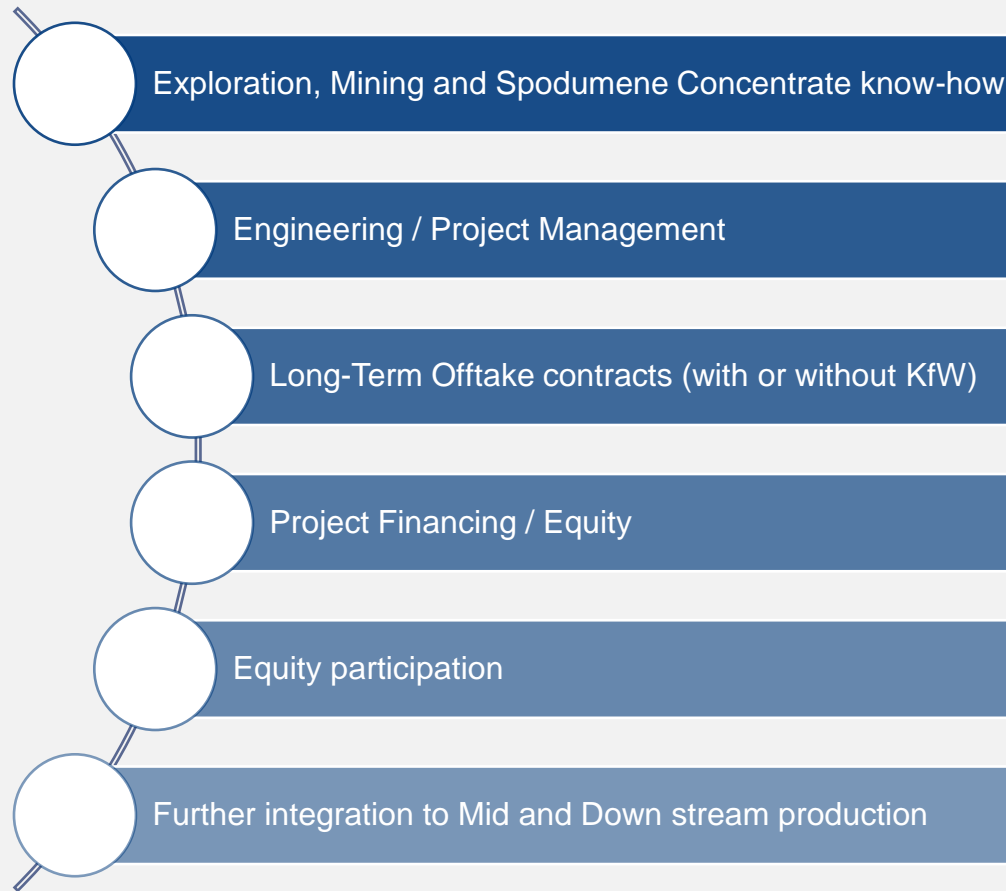 Exploration, Mining and Spodumene Concentrate know-how
Engineering / Project Management
Long-Term Offtake contracts (with or without KfW)
Project Financing / Equity
Equity participation
Further integration to Mid and Down stream production